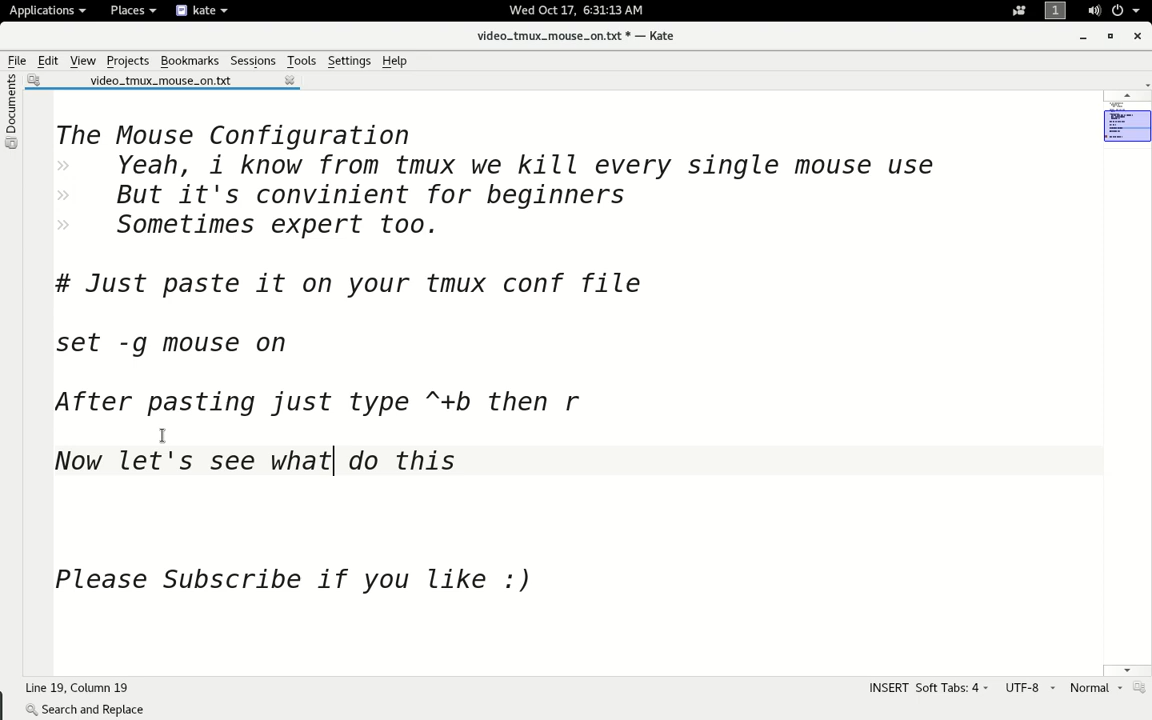 Applications Places kate Wed Oct 17, 6:31:13 AM 1
video_tmux_mouse_on.txt * — Kate
File Edit View Projects Bookmarks Sessions Tools Settings Help
video_tmux_mouse_on.txt
Documents
The Mouse Configuration
» Yeah, i know from tmux we kill every single mouse use
» But it's convinient for beginners
» Sometimes expert too.
# Just paste it on your tmux conf file
set -g mouse on
After pasting just type ^+b then r
Now let's see what do this
Please Subscribe if you like :)
Line 19, Column 19 INSERT Soft Tabs: 4 UTF-8 Normal
Search and Replace